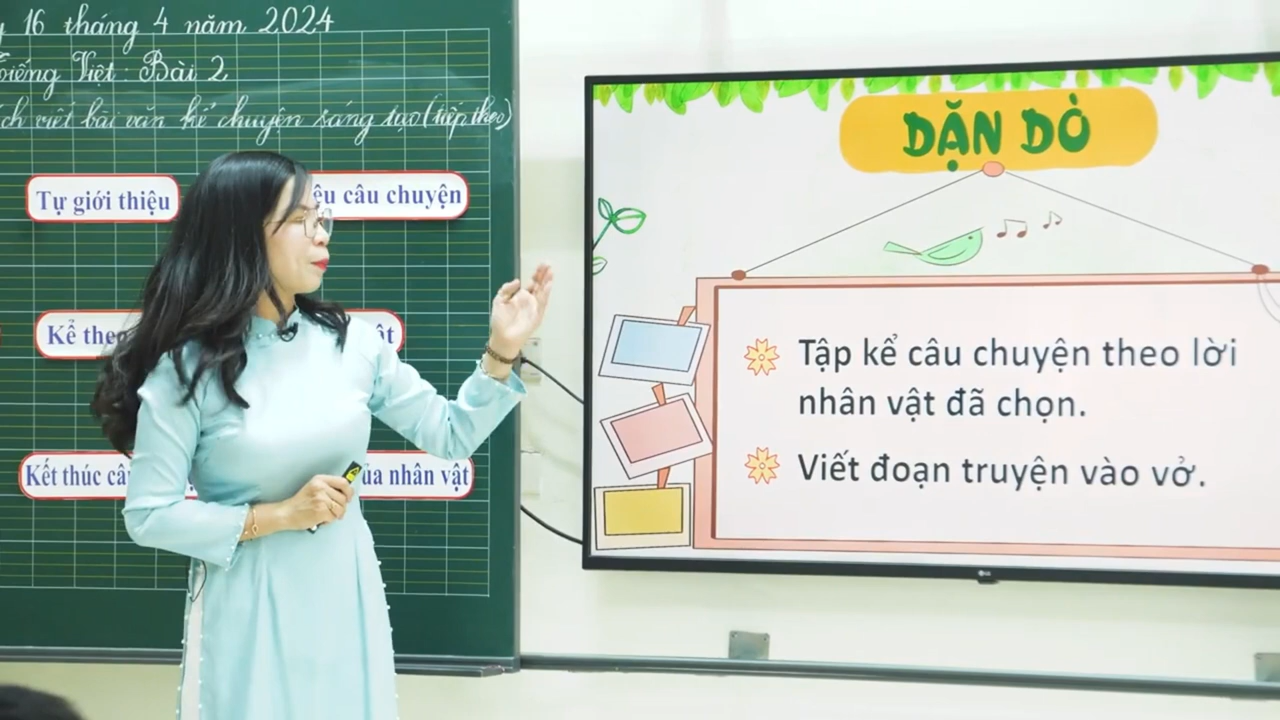 16 tháng 4 năm 2024
Tiếng Việt: Bài 2
viết bài văn kể chuyện sáng tạo (tiếp theo)
Tự giới thiệu
câu chuyện
Kể
Kết thúc
của nhân vật
DẶN DÒ
Tập kể câu chuyện theo lời
nhân vật đã chọn.
Viết đoạn truyện vào vở.
LG